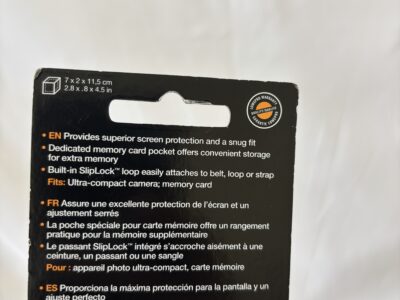 7 x 2 x 11,5 cm
2.8 x .8 x 4.5 in
LIMITED WARRANTY
• EN Provides superior screen protection and a snug fit
• Dedicated memory card pocket offers convenient storage
for extra memory
• Built-in SlipLock™ loop easily attaches to belt, loop or strap
Fits: Ultra-compact camera; memory card
• FR Assure une excellente protection de l'écran et un
ajustement serrés
• La poche spéciale pour carte mémoire offre un rangement
pratique pour la mémoire supplémentaire
• Le passant SlipLock™ intégré s'accroche aisément à une
ceinture, un passant ou une sangle
Pour : appareil photo ultra-compact, carte mémoire
• ES Proporciona la máxima protección para la pantalla y un
ajuste perfecto